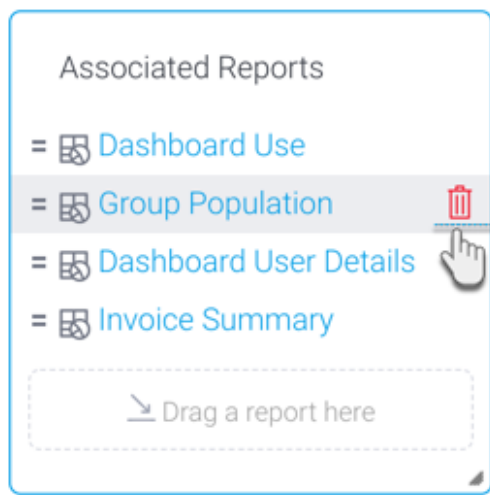 Associated Reports
Dashboard Use
Group Population
Dashboard User Details
Invoice Summary
Drag a report here